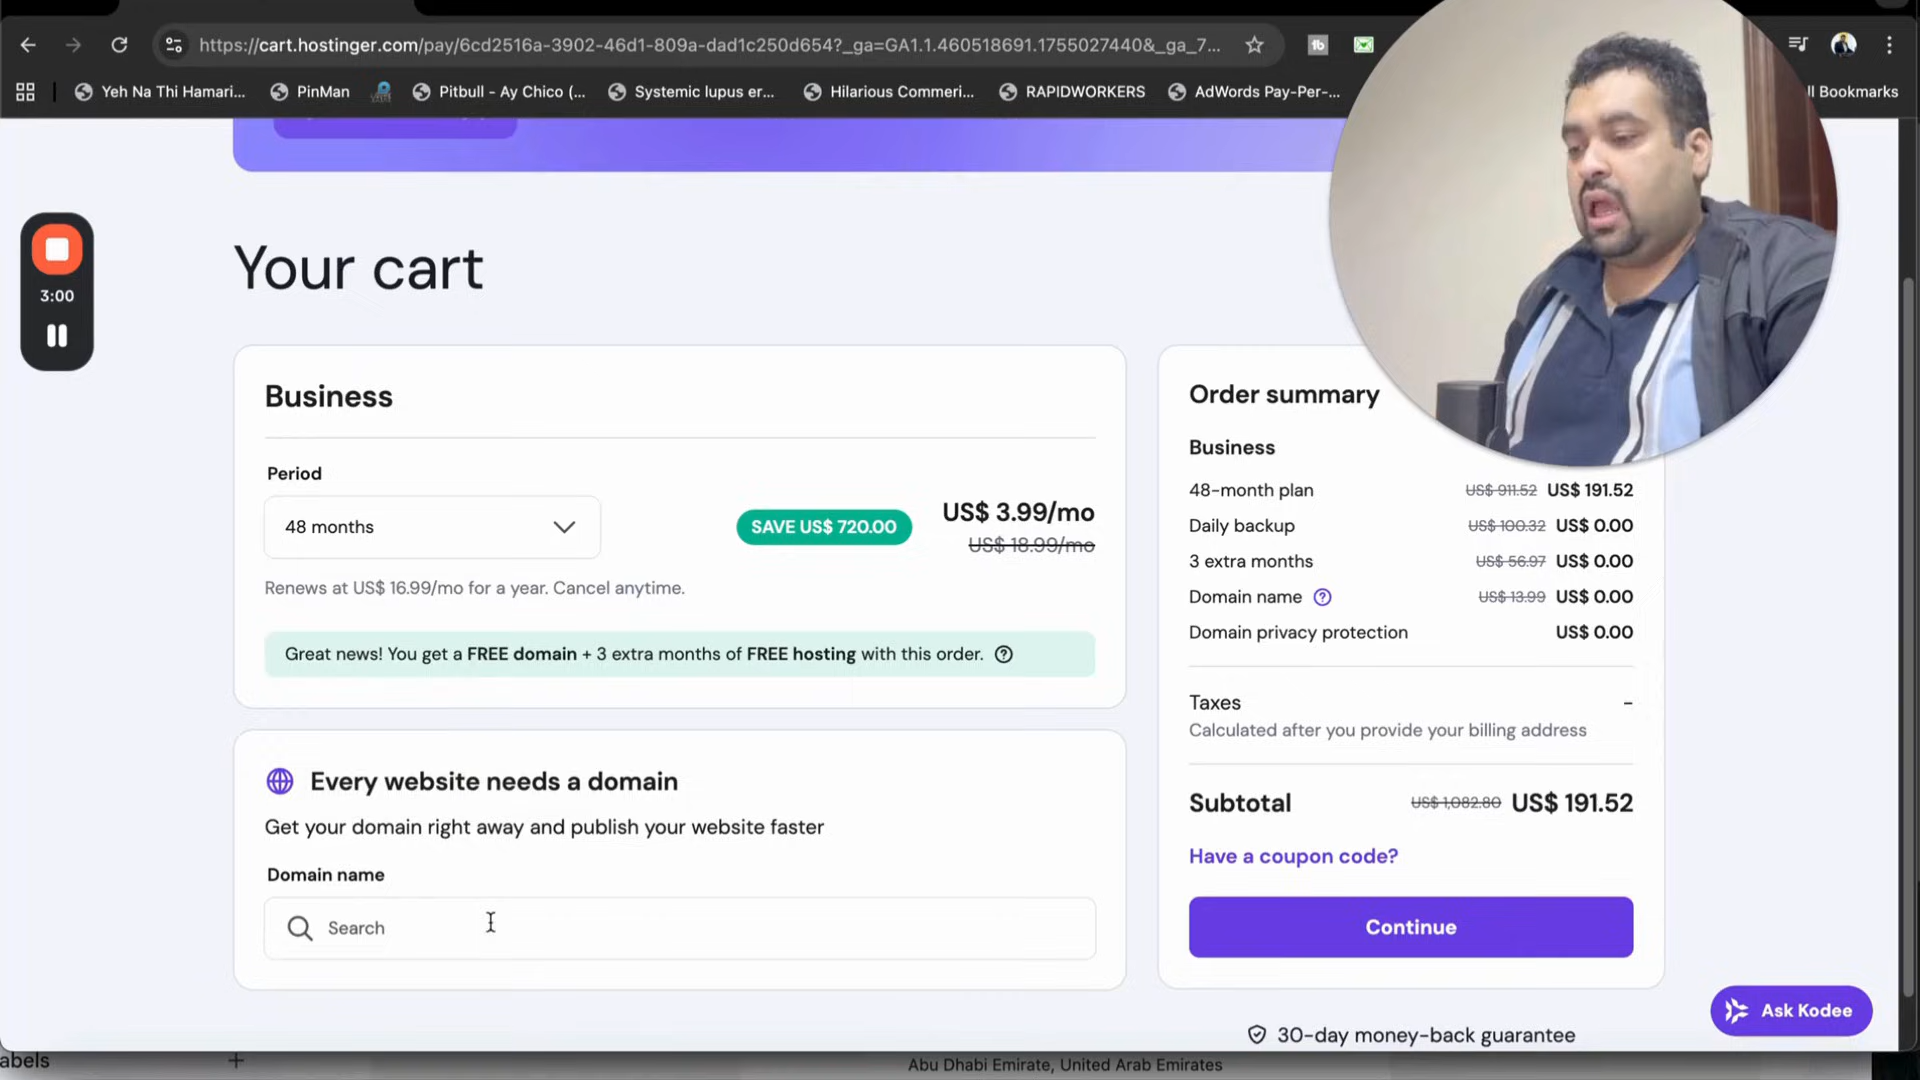 https://cart.hostinger.com/pay/6cd2516a-3902-46d1-809a-dad1c250d654?_ga=GA1.1.460518691.1755027440&_ga_7...
Yeh Na Thi Hamari...
PinMan
Pitbull - Ay Chico (...
Systemic lupus er...
Hilarious Commeri...
RAPIDWORKERS
AdWords Pay-Per-...
ll Bookmarks
3:00
Your cart
Business
Period
48 months
SAVE US$ 720.00
US$ 3.99/mo
US$ 18.99/mo
Renews at US$ 16.99/mo for a year. Cancel anytime.
Great news! You get a FREE domain + 3 extra months of FREE hosting with this order.
Every website needs a domain
Get your domain right away and publish your website faster
Domain name
Search
Order summary
Business
48-month plan US$ 911.52 US$ 191.52
Daily backup US$ 100.32 US$ 0.00
3 extra months US$ 56.97 US$ 0.00
Domain name US$ 13.99 US$ 0.00
Domain privacy protection US$ 0.00
Taxes -
Calculated after you provide your billing address
Subtotal US$ 1,082.80 US$ 191.52
Have a coupon code?
Continue
Ask Kodee
30-day money-back guarantee
abels
Abu Dhabi Emirate, United Arab Emirates